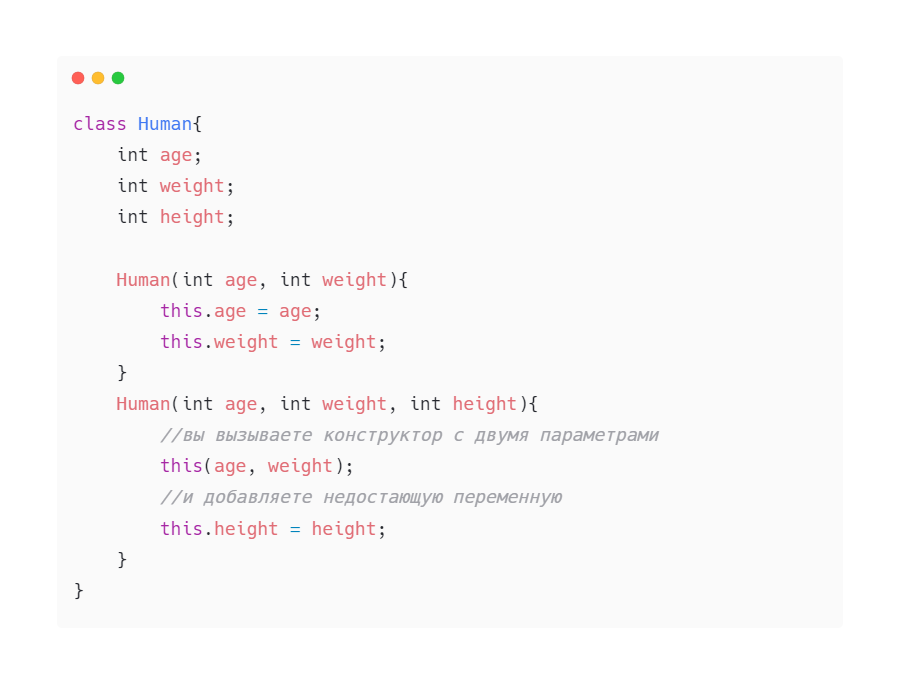 class Human{
    int age;
    int weight;
    int height;

    Human(int age, int weight){
        this.age = age;
        this.weight = weight;
    }
    Human(int age, int weight, int height){
        //вы вызываете конструктор с двумя параметрами
        this(age, weight);
        //и добавляете недостающую переменную
        this.height = height;
    }
}